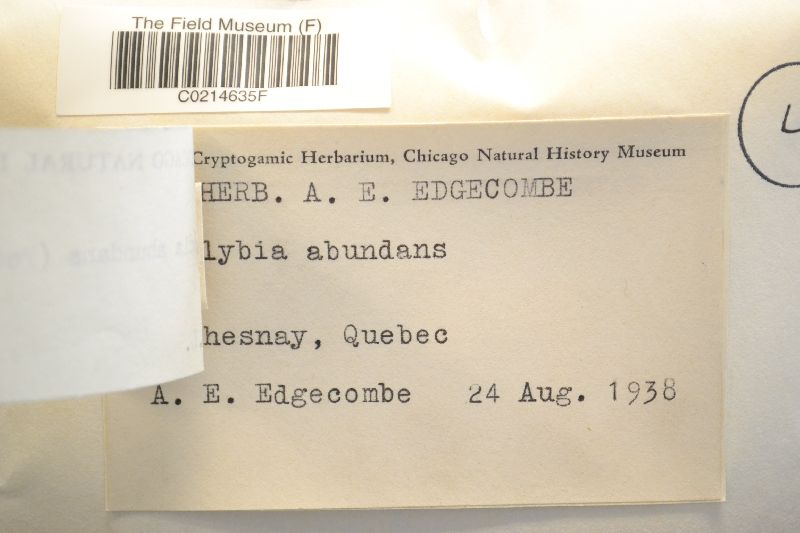 The Field Museum (F)
C0214635F
Cryptogamic Herbarium, Chicago Natural History Museum
HERB. A. E. EDGECOMBE
lybia abundans
hesnay, Quebec
A. E. Edgecombe 24 Aug. 1938